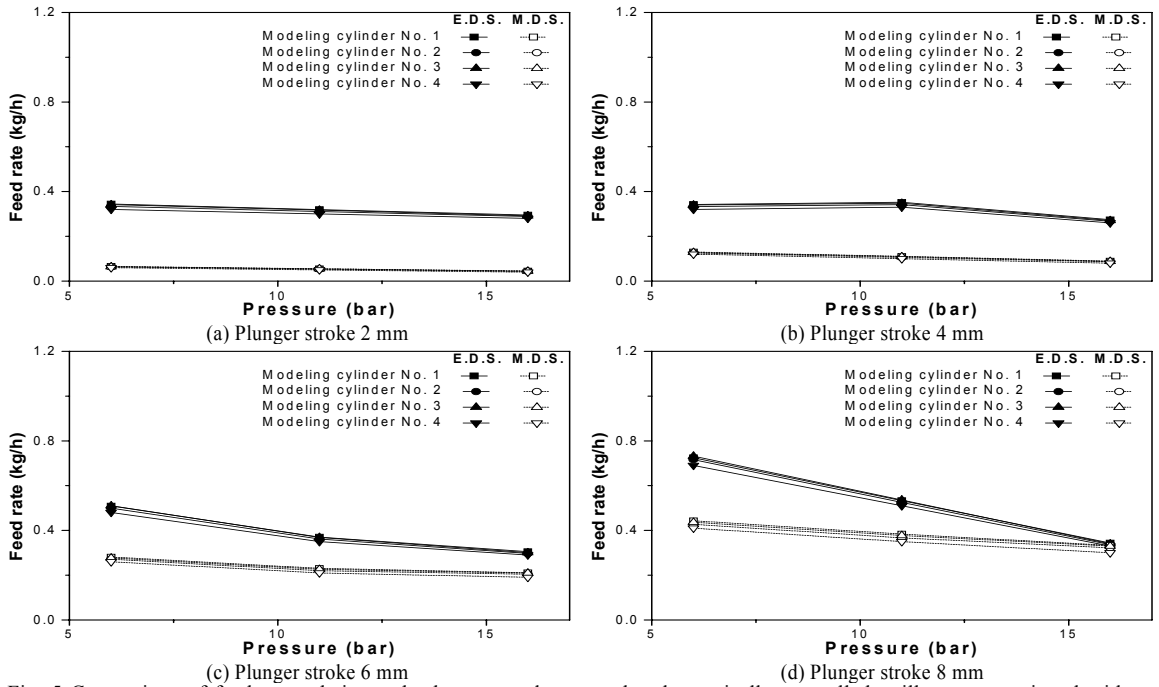 1.2
E.D.S. M.D.S.
Modeling cylinder No. 1
Modeling cylinder No. 2
Modeling cylinder No. 3
Modeling cylinder No. 4
0.8
0.4
0.0
Feed rate (kg/h)
5 10 15
Pressure (bar)
(a) Plunger stroke 2 mm
1.2
E.D.S. M.D.S.
Modeling cylinder No. 1
Modeling cylinder No. 2
Modeling cylinder No. 3
Modeling cylinder No. 4
0.8
0.4
0.0
Feed rate (kg/h)
5 10 15
Pressure (bar)
(b) Plunger stroke 4 mm
1.2
E.D.S. M.D.S.
Modeling cylinder No. 1
Modeling cylinder No. 2
Modeling cylinder No. 3
Modeling cylinder No. 4
0.8
0.4
0.0
Feed rate (kg/h)
5 10 15
Pressure (bar)
(c) Plunger stroke 6 mm
1.2
E.D.S. M.D.S.
Modeling cylinder No. 1
Modeling cylinder No. 2
Modeling cylinder No. 3
Modeling cylinder No. 4
0.8
0.4
0.0
Feed rate (kg/h)
5 10 15
Pressure (bar)
(d) Plunger stroke 8 mm